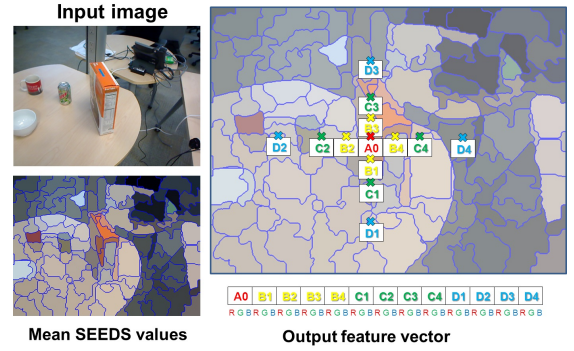 Input image
D3
C3
B3
D2 C2 B2 A0 B4 C4 D4
B1
C1
D1
A0 B1 B2 B3 B4 C1 C2 C3 C4 D1 D2 D3 D4
R G B R G B R G B R G B R G B R G B R G B R G B R G B R G B R G B R G B R G B
Mean SEEDS values
Output feature vector